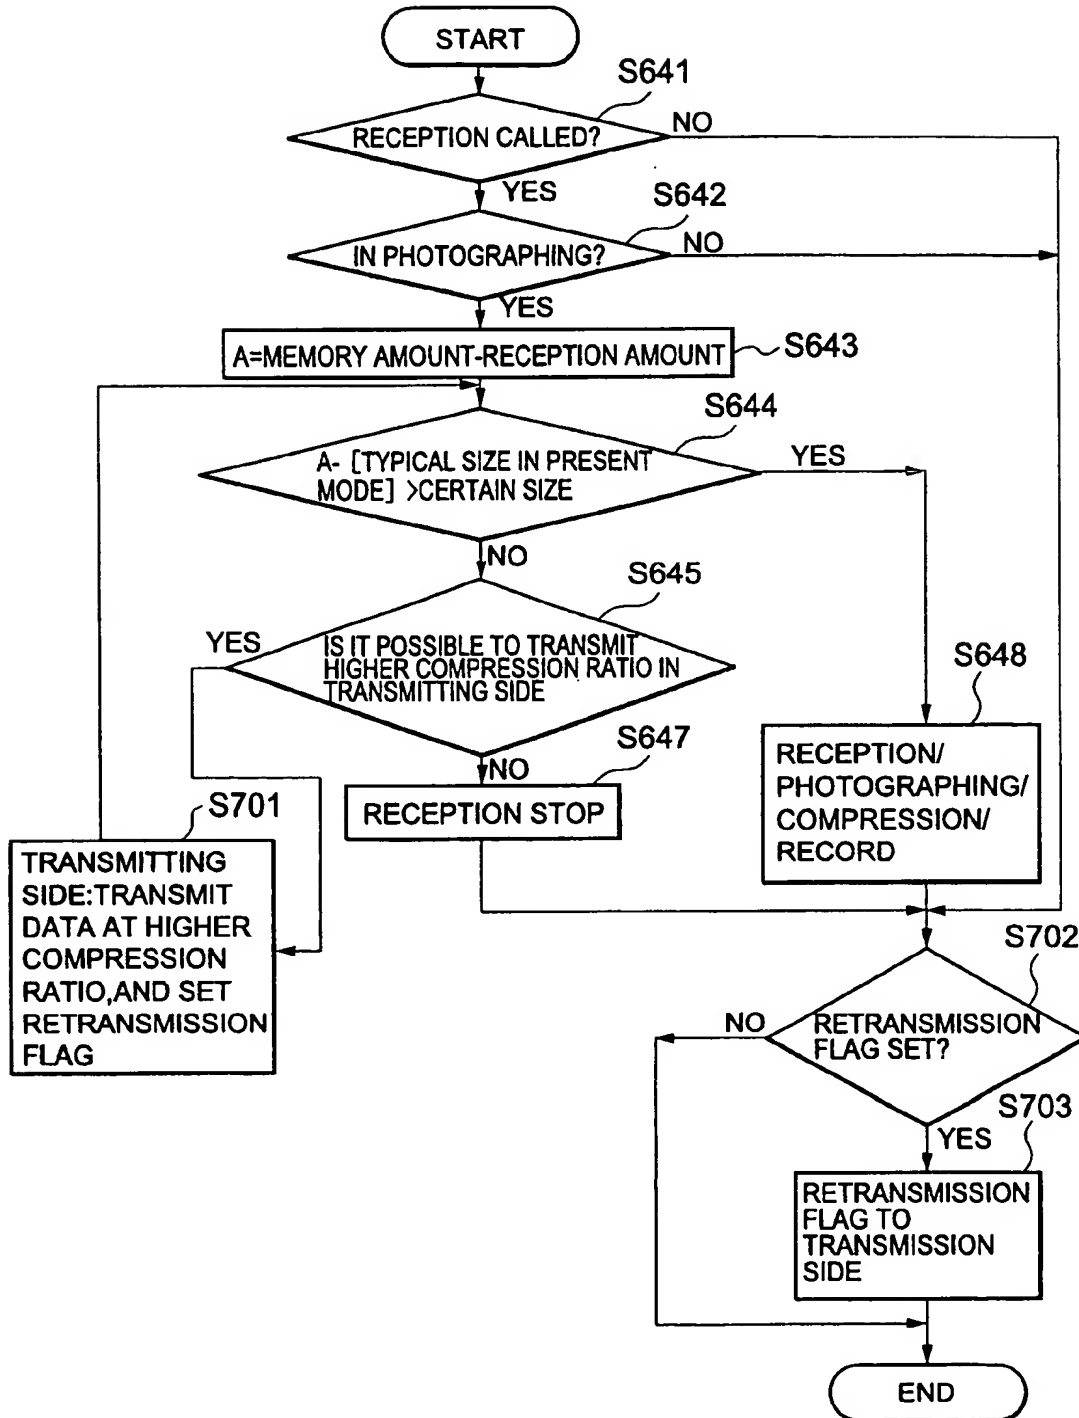 START
S641
RECEPTION CALLED?
NO
YES
S642
IN PHOTOGRAPHING?
NO
YES
A=MEMORY AMOUNT-RECEPTION AMOUNT
S643
S644
A- [TYPICAL SIZE IN PRESENT
MODE] >CERTAIN SIZE
YES
NO
S645
YES
IS IT POSSIBLE TO TRANSMIT
HIGHER COMPRESSION RATIO IN
TRANSMITTING SIDE
NO
S647
RECEPTION STOP
S648
RECEPTION/
PHOTOGRAPHING/
COMPRESSION/
RECORD
S701
TRANSMITTING
SIDE:TRANSMIT
DATA AT HIGHER
COMPRESSION
RATIO,AND SET
RETRANSMISSION
FLAG
S702
RETRANSMISSION
FLAG SET?
NO
YES
S703
RETRANSMISSION
FLAG TO
TRANSMISSION
SIDE
END